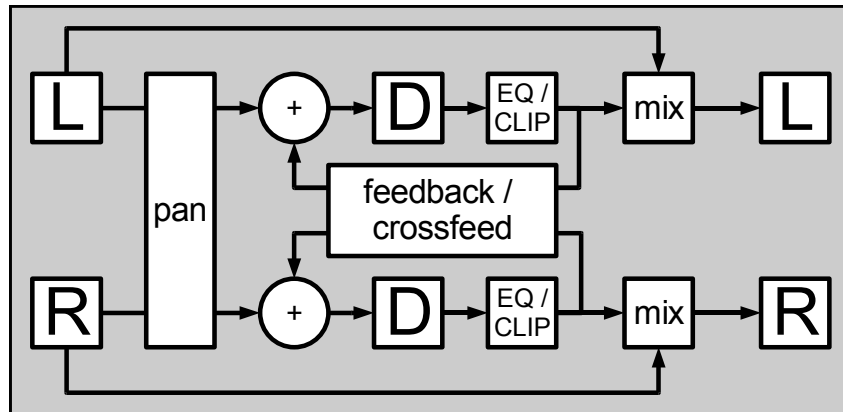 L
pan
+
D
EQ /
CLIP
mix
L
feedback /
crossfeed
R
+
D
EQ /
CLIP
mix
R